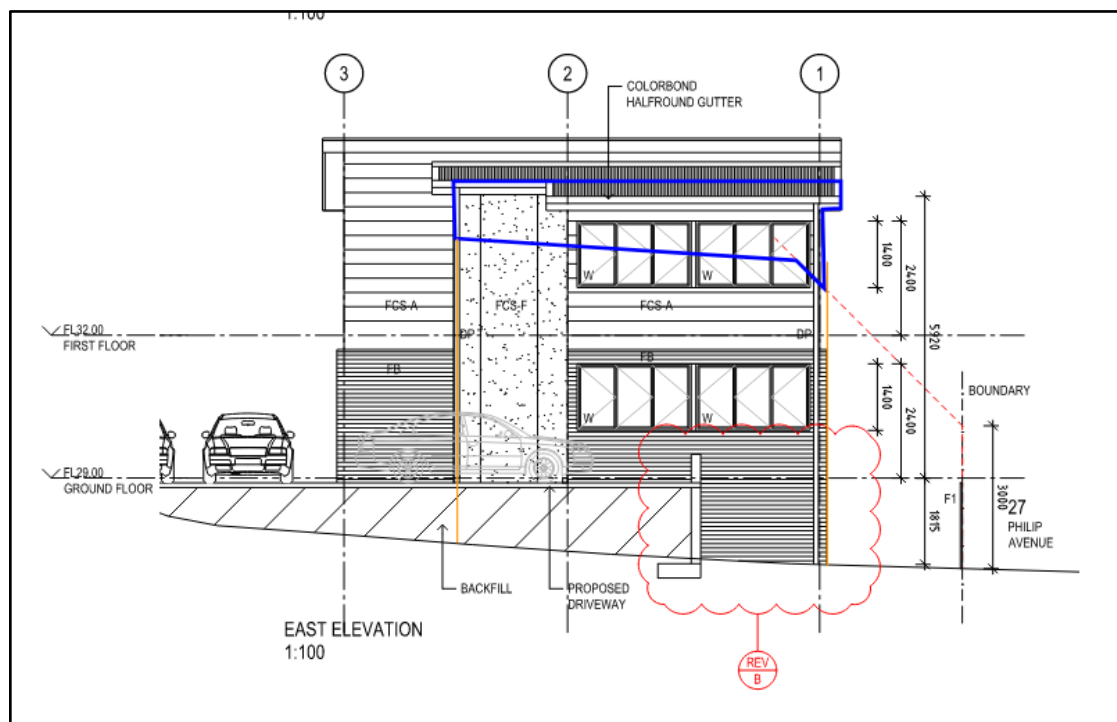 1:100
3
2
1
COLORBOND
HALFROUND GUTTER
W
W
1400
2400
FCS-A
FCS-F
FCS-A
FL32.00
FIRST FLOOR
DP
DP
5920
FB
FB
BOUNDARY
W
W
1400
2400
FL29.00
GROUND FLOOR
F1
3000
27
PHILIP
AVENUE
1815
BACKFILL
PROPOSED
DRIVEWAY
EAST ELEVATION
1:100
REV
B